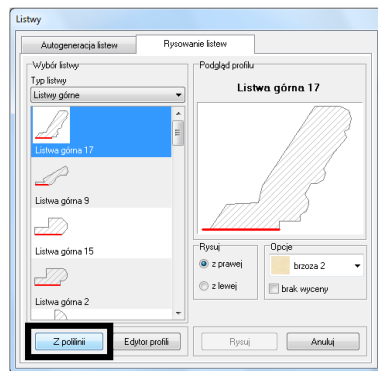 Listwy
Autogeneracja listew
Rysowanie listew
Wybór listwy
Typ listwy
Listwy górne
Listwa górna 17
Listwa górna 9
Listwa górna 15
Listwa górna 2
Podgląd profilu
Listwa górna 17
Rysuj
z prawej
z lewej
Opcje
brzoza 2
brak wyceny
Z polilinii
Edytor profili
Rysuj
Anuluj